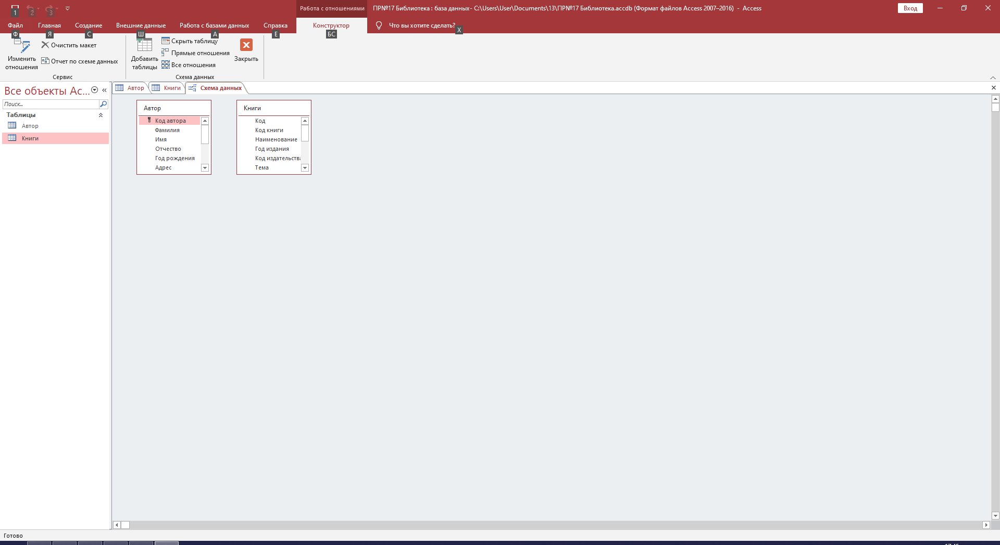 1
2
3
Работа с отношениями
ПР№17 Библиотека : база данных- C:\Users\User\Documents\13\ПР№17 Библиотека.accdb (Формат файлов Access 2007–2016) - Access
Вход
Файл
Главная
Создание
Внешние данные
Работа с базами данных
Справка
Конструктор
Что вы хотите сделать?
Ф
Я
С
Ш
А
Е
БС
Х
Изменить
отношения
Очистить макет
Отчет по схеме данных
Сервис
Добавить
таблицы
Скрыть таблицу
Прямые отношения
Все отношения
Схема данных
Закрыть
Все объекты Ac...
Поиск...
Таблицы
Автор
Книги
Автор
Книги
Схема данных
Автор
Код автора
Фамилия
Имя
Отчество
Год рождения
Адрес
Книги
Код
Код книги
Наименование
Год издания
Код издательства
Тема
Готово